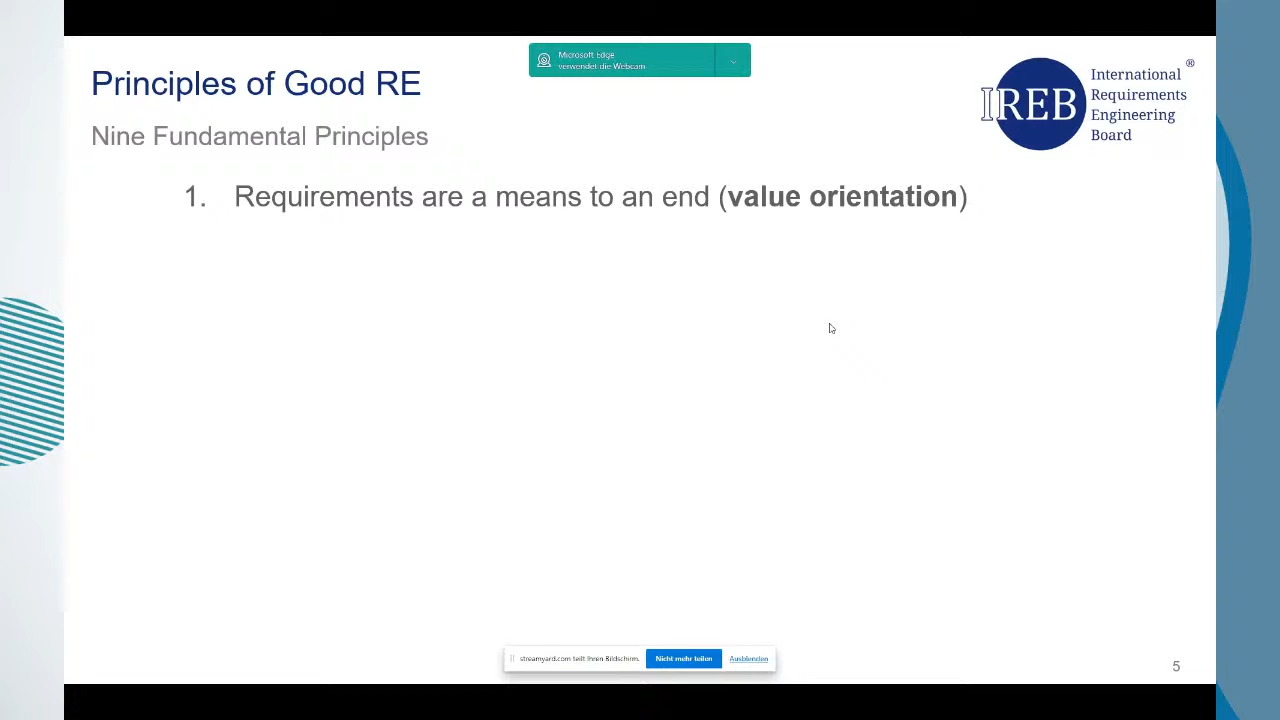 Microsoft Edge
verwendet die Webcam
Principles of Good RE
Nine Fundamental Principles
IREB
International
Requirements
Engineering
Board
®
1. Requirements are a means to an end (value orientation)
streamyard.com teilt Ihren Bildschirm.
Nicht mehr teilen
Ausblenden
5